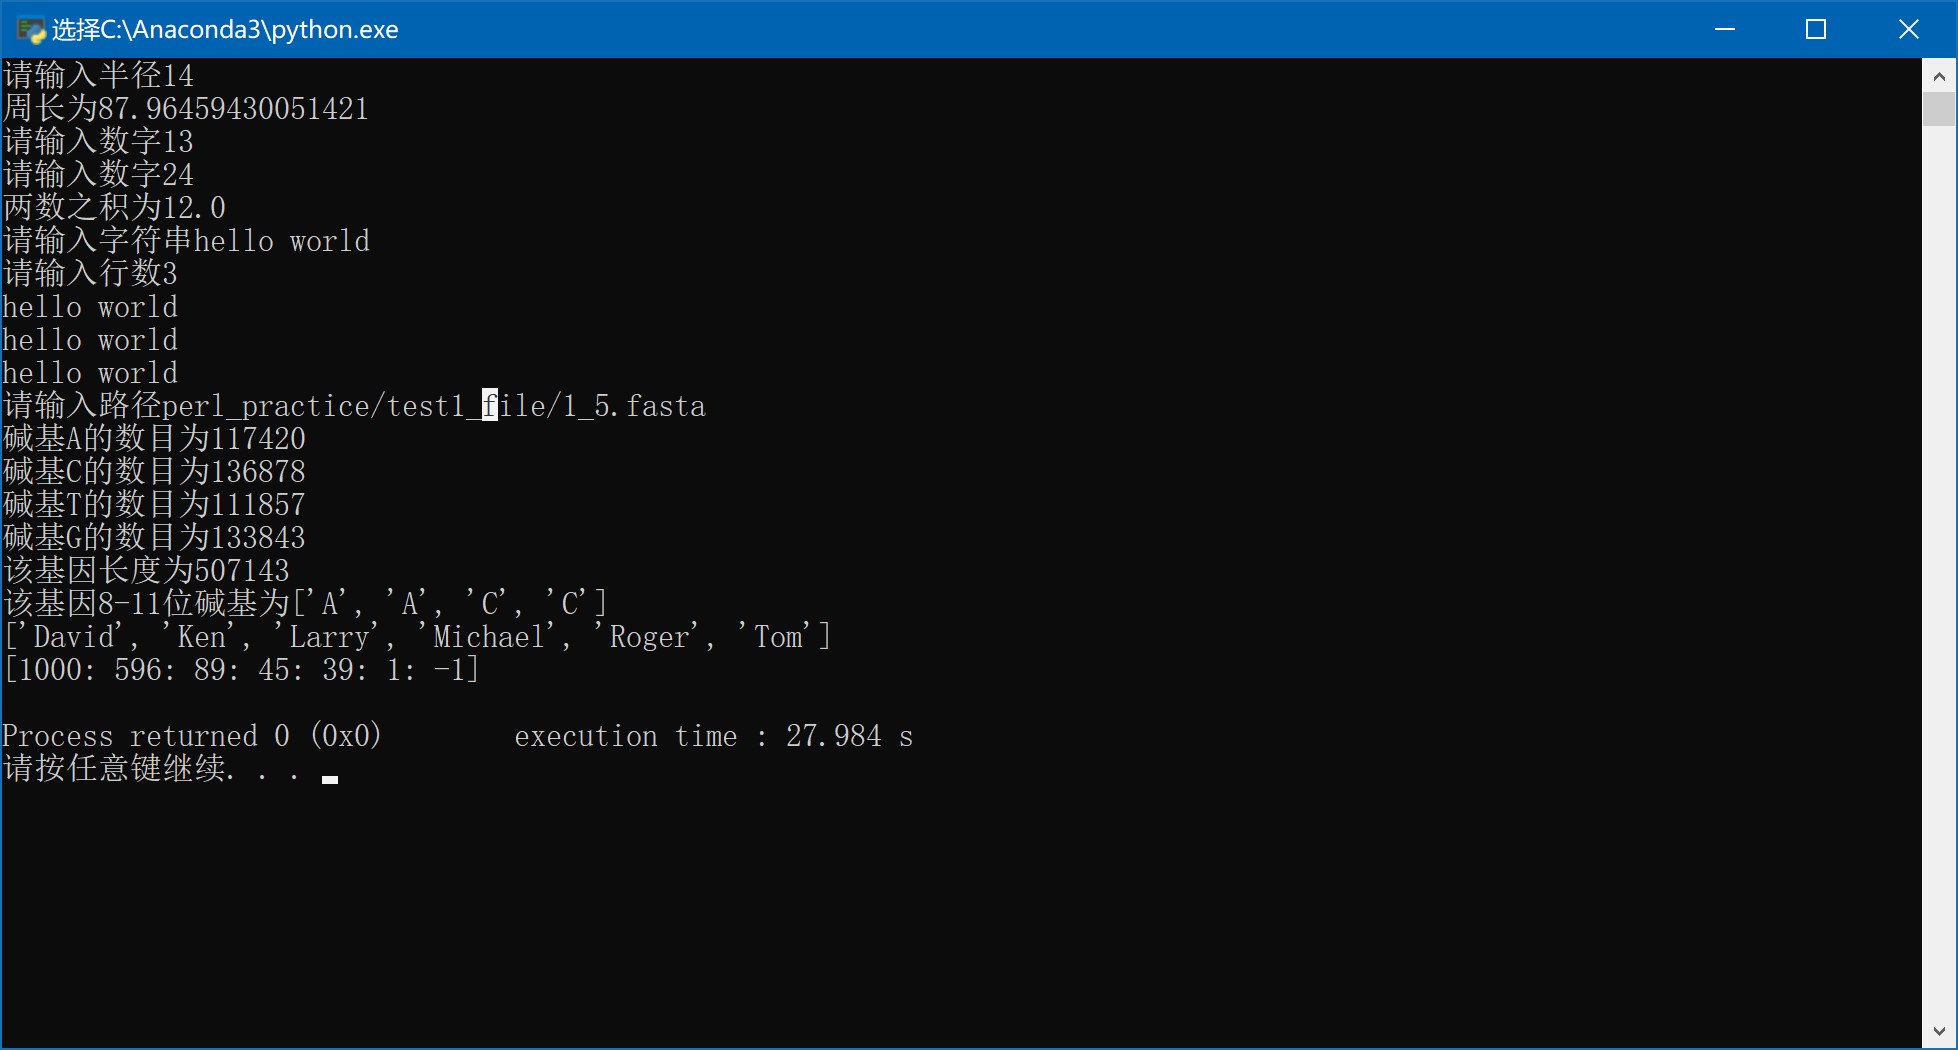 选择C:\Anaconda3\python.exe
请输入半径14
周长为87.96459430051421
请输入数字13
请输入数字24
两数之积为12.0
请输入字符串hello world
请输入行数3
hello world
hello world
hello world
请输入路径perl_practice/test1_file/1_5.fasta
碱基A的数目为117420
碱基C的数目为136878
碱基T的数目为111857
碱基G的数目为133843
该基因长度为507143
该基因8-11位碱基为['A', 'A', 'C', 'C']
['David', 'Ken', 'Larry', 'Michael', 'Roger', 'Tom']
[1000: 596: 89: 45: 39: 1: -1]
Process returned 0 (0x0)        execution time : 27.984 s
请按任意键继续. . .